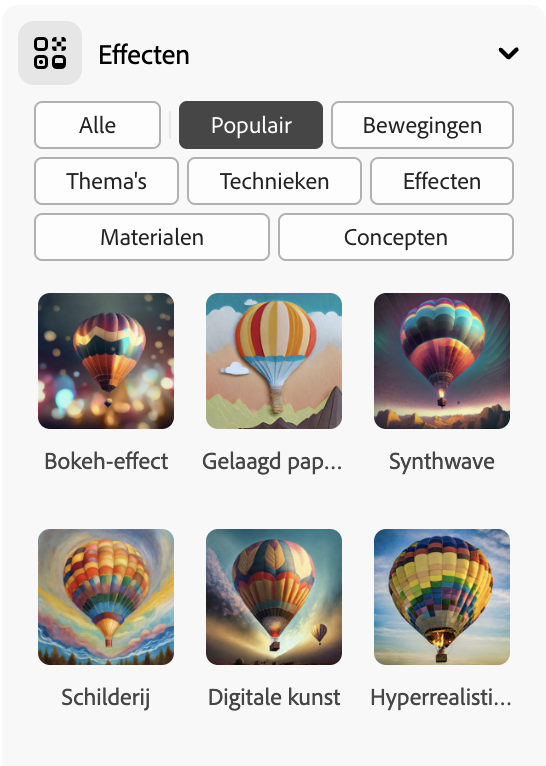 Effecten
Alle Populair Bewegingen
Thema's Technieken Effecten
Materialen Concepten
Bokeh-effect Gelaagd pap... Synthwave
Schilderij Digitale kunst Hyperrealisti...